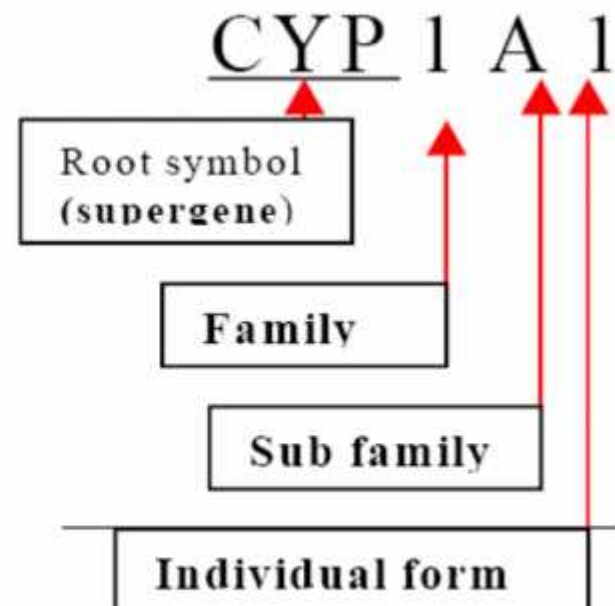 CYP 1 A 1
Root symbol
(supergene)
Family
Sub family
Individual form